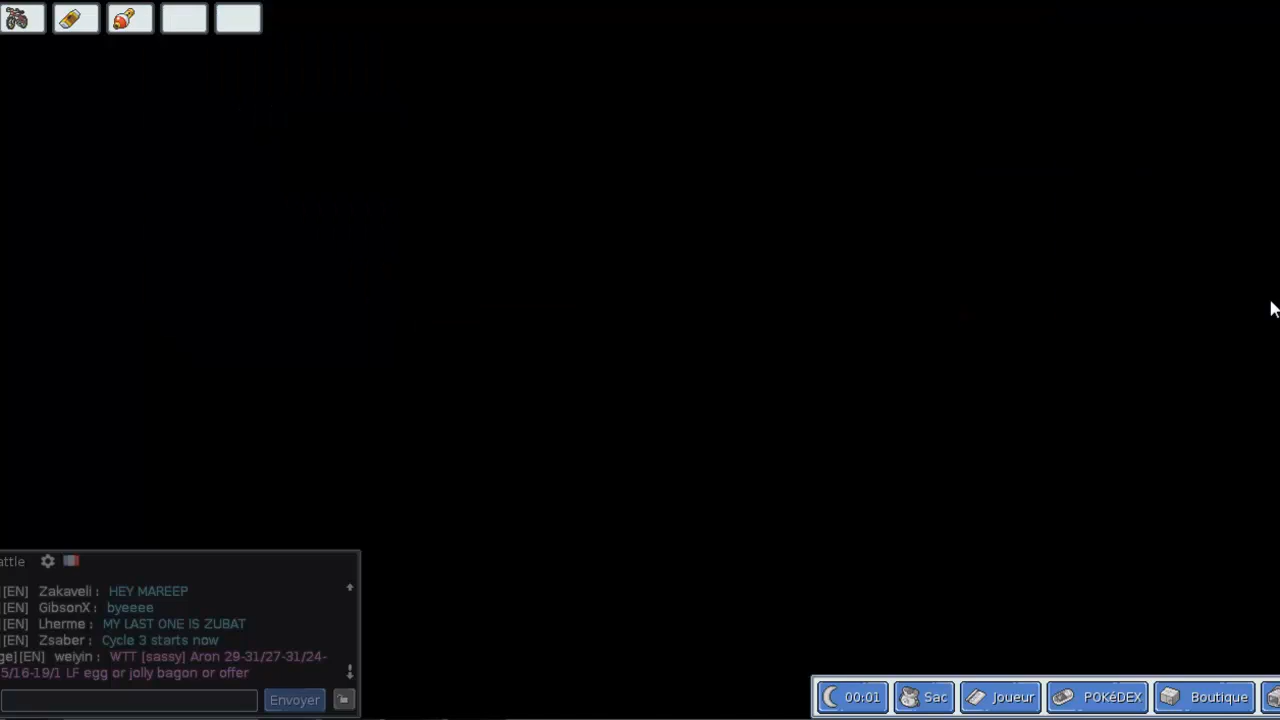 attle
[EN] Zakaveli : HEY MAREEP
[EN] GibsonX : byeeee
[EN] Lherme : MY LAST ONE IS ZUBAT
[EN] Zsaber : Cycle 3 starts now
ge][EN] weiyin : WTT [sassy] Aron 29-31/27-31/24-
5/16-19/1 LF egg or jolly bagon or offer
Envoyer
00:01 Sac Joueur POKéDEX Boutique